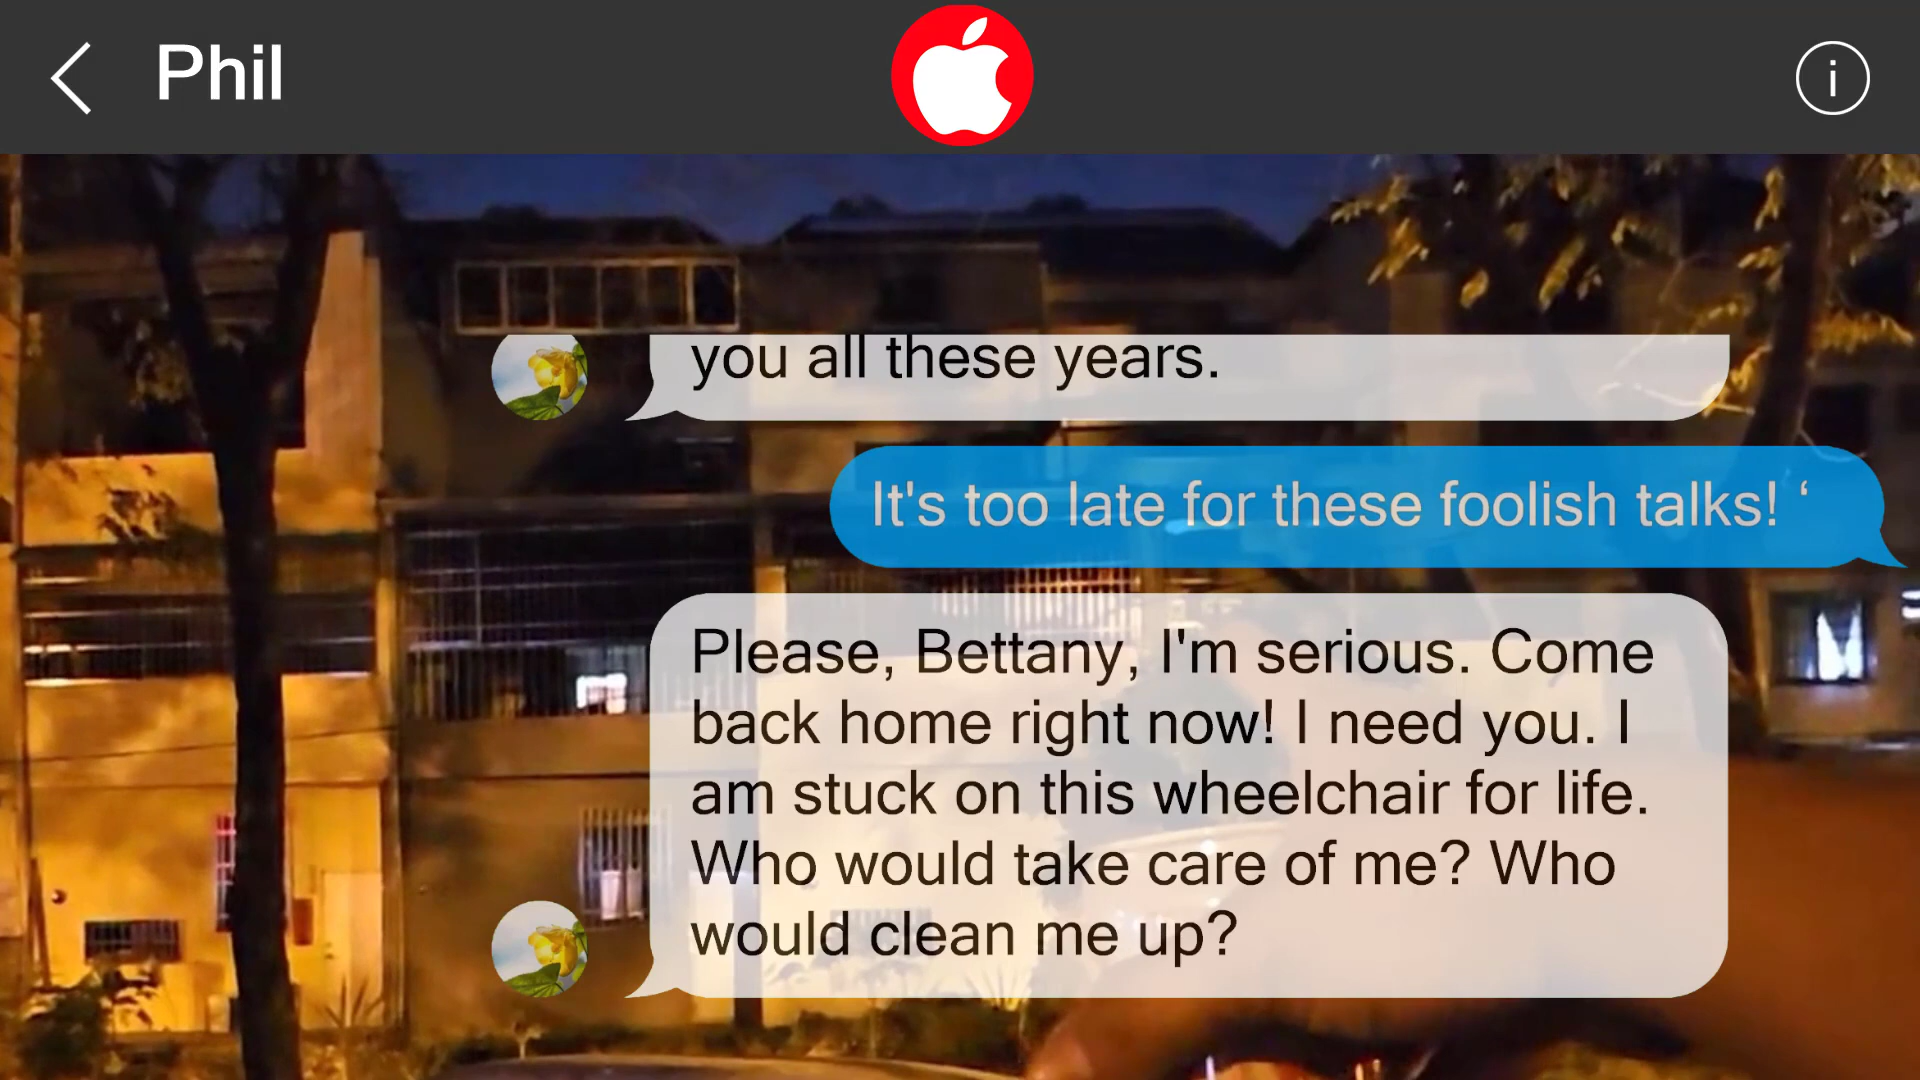 Phil
i
you all these years.
It's too late for these foolish talks! ‘
Please, Bettany, I'm serious. Come
back home right now! I need you. I
am stuck on this wheelchair for life.
Who would take care of me? Who
would clean me up?